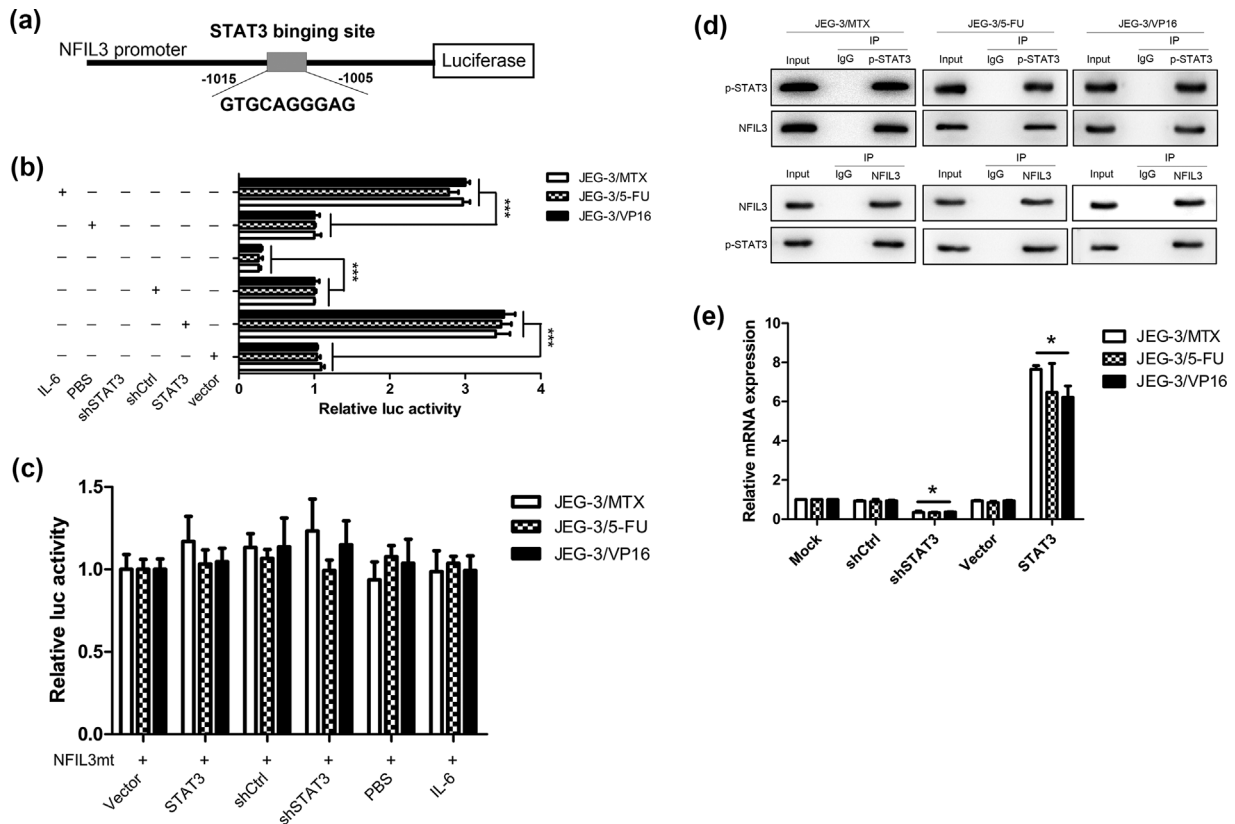 (a)
STAT3 binging site
NFIL3 promoter
Luciferase
-1015
-1005
GTGCAGGGAG
(b)
+ − − − − −
− + − − − −
− − − − − −
− − − + − −
− − − − + −
− − − − − +
IL-6
PBS
shSTAT3
shCtrl
STAT3
vector
***
***
***
0 1 2 3 4
Relative luc activity
JEG-3/MTX
JEG-3/5-FU
JEG-3/VP16
(c)
Relative luc activity
1.5
1.0
0.5
0.0
JEG-3/MTX
JEG-3/5-FU
JEG-3/VP16
NFIL3mt + + + + + +
Vector
STAT3
shCtrl
shSTAT3
PBS
IL-6
(d)
JEG-3/MTX JEG-3/5-FU JEG-3/VP16
IP IP IP
Input IgG p-STAT3 Input IgG p-STAT3 Input IgG p-STAT3
p-STAT3
NFIL3
IP IP IP
Input IgG NFIL3 Input IgG NFIL3 Input IgG NFIL3
NFIL3
p-STAT3
(e)
Relative mRNA expression
10
8
6
4
2
1
0
*
*
JEG-3/MTX
JEG-3/5-FU
JEG-3/VP16
Mock
shCtrl
shSTAT3
Vector
STAT3